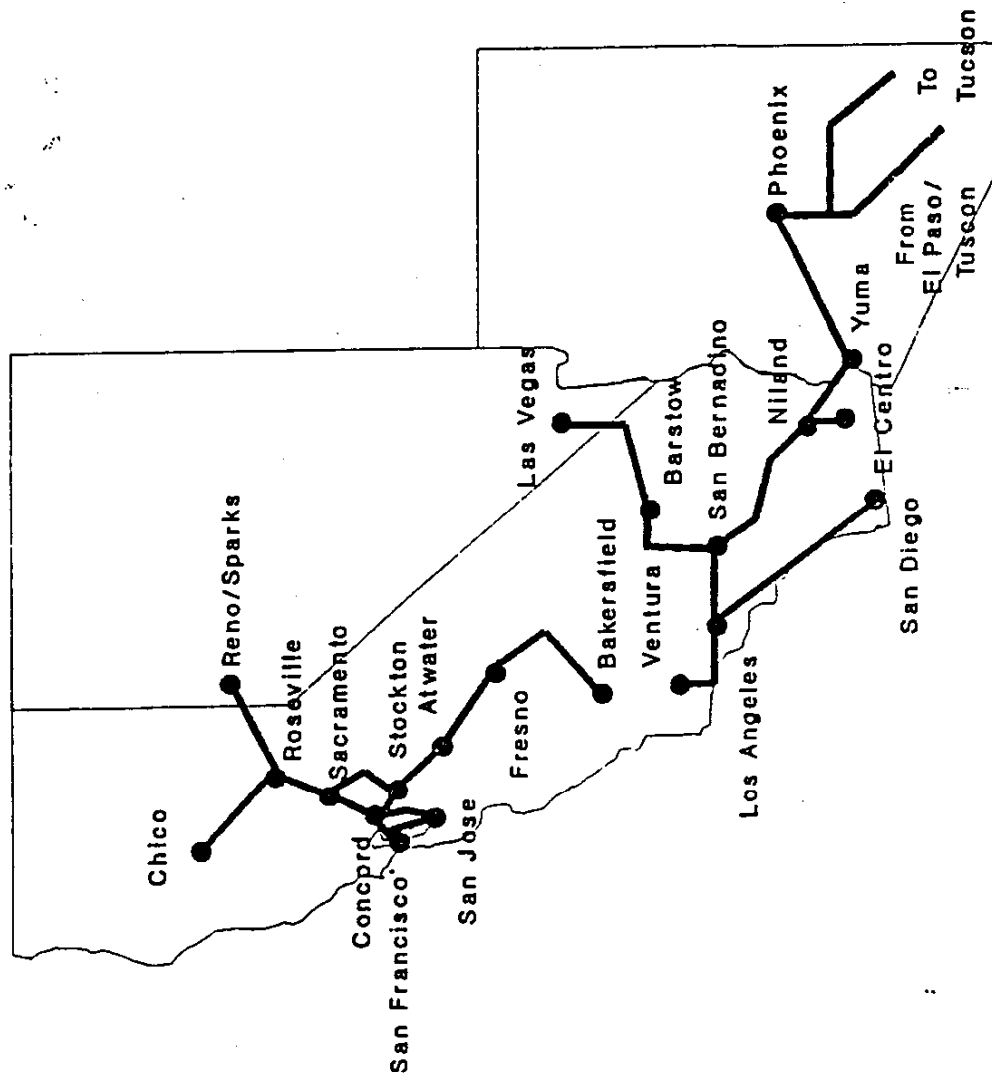 Chico
Reno/Sparks
Roseville
Sacramento
Concord
San Francisco
Stockton
Atwater
San Jose
Fresno
Bakersfield
Las Vegas
Barstow
Ventura
San Bernadino
Los Angeles
Niland
Phoenix
San Diego
El Centro
Yuma
From
El Paso/
Tuscon
To
Tucson